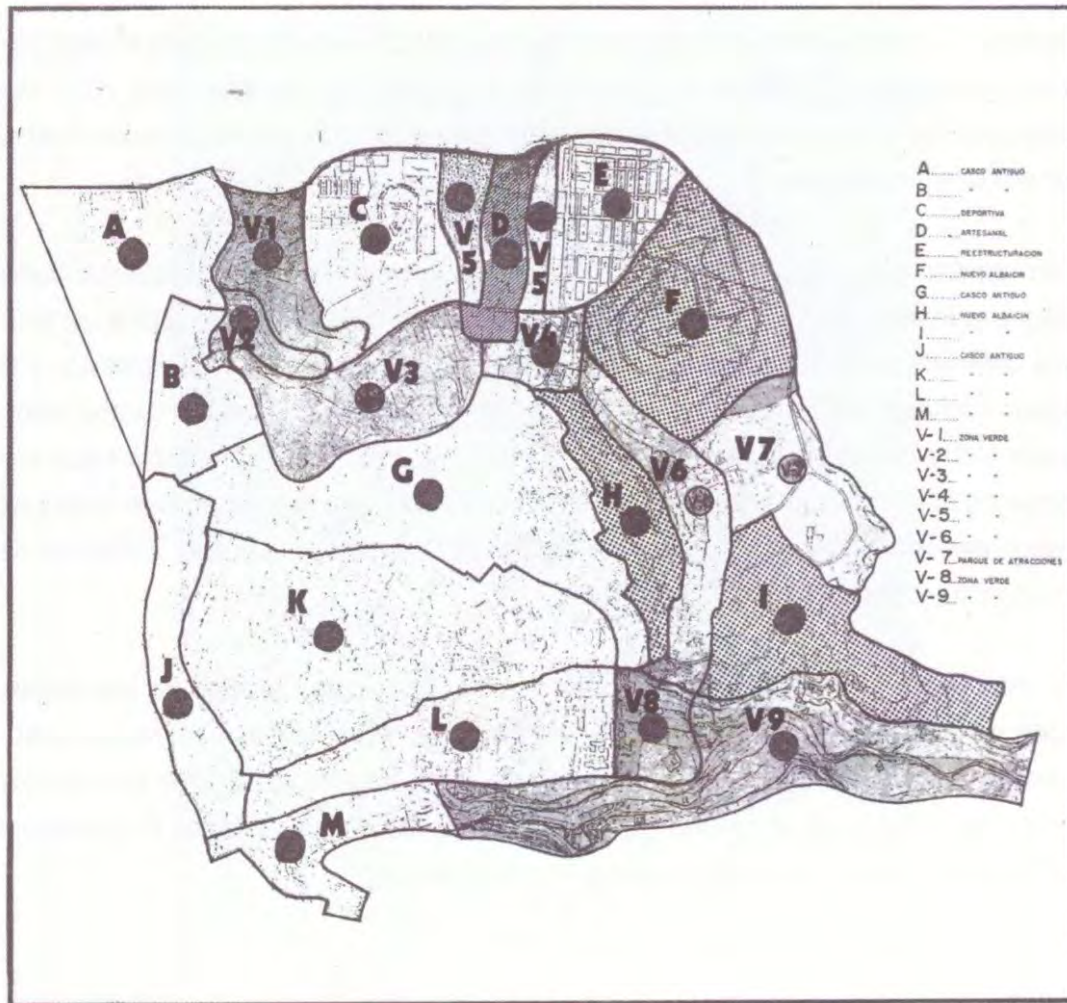 A
V1
C
V
5
D
V
5
E
F
V2
V3
V4
B
G
H
V6
V7
K
I
J
L
V8
V9
M
A...... CASCO ANTIGUO
B...... " "
C...... DEPORTIVA
D...... ARTESANAL
E...... REESTRUCTURACION
F...... NUEVO ALBAICIN
G...... CASCO ANTIGUO
H...... NUEVO ALBAICIN
I...... " "
J...... CASCO ANTIGUO
K...... " "
L...... " "
M...... " "
V-1... ZONA VERDE
V-2... " "
V-3... " "
V-4... " "
V-5... " "
V-6... " "
V-7... PARQUE DE ATRACCIONES
V-8... ZONA VERDE
V-9... " "